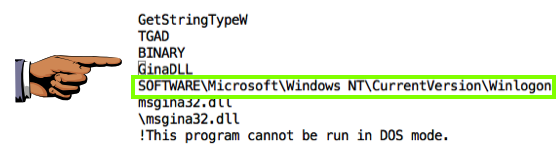 GetStringTypeW
TGAD
BINARY
GinaDLL
SOFTWARE\Microsoft\Windows NT\CurrentVersion\Winlogon
msgina32.dll
\msgina32.dll
!This program cannot be run in DOS mode.